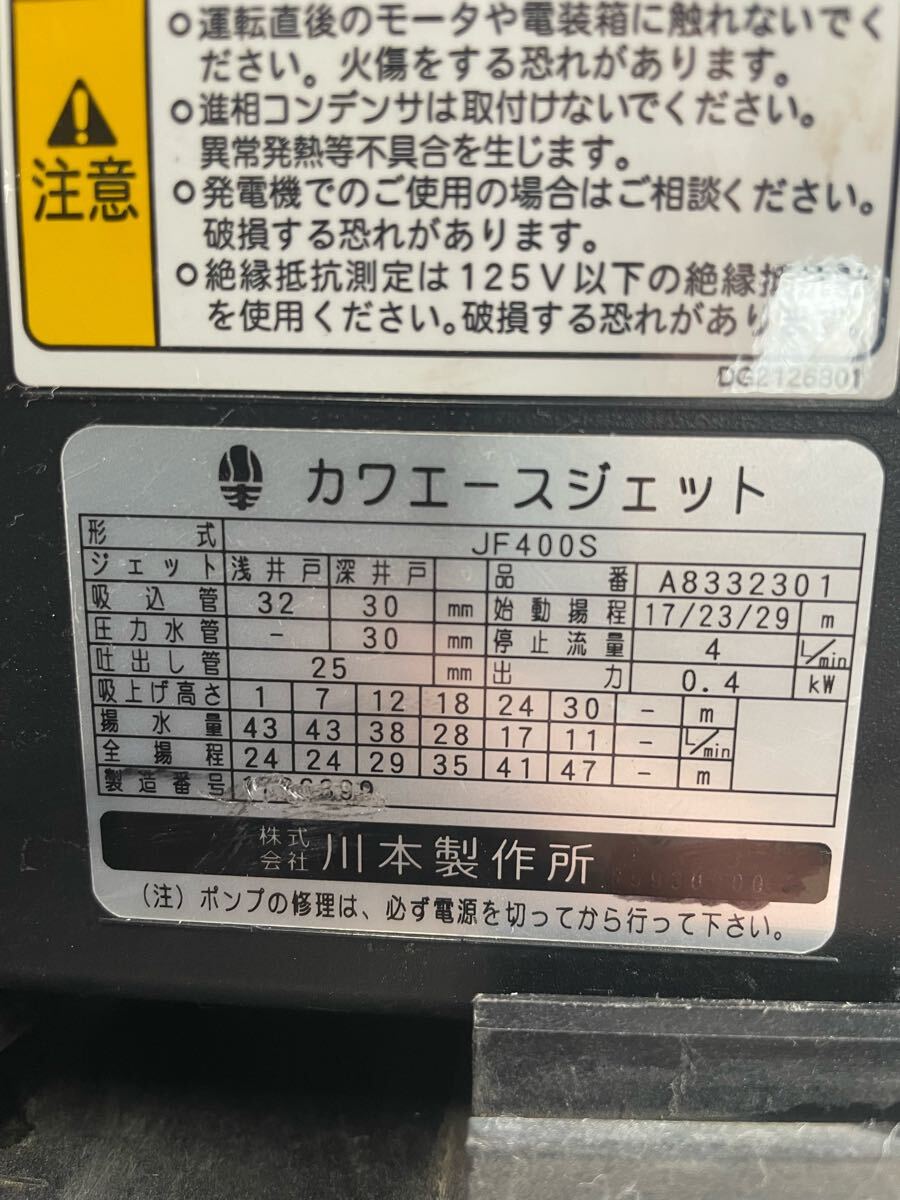 ○運転直後のモータや電装箱に触れないでく
ださい。火傷をする恐れがあります。
○進相コンデンサは取付けないでください。
異常発熱等不具合を生じます。
注意
○発電機でのご使用の場合はご相談ください。
破損する恐れがあります。
○絶縁抵抗測定は125V以下の絶縁抵
を使用ください。破損する恐れがあり
DG2126801
カワエースジェット
形式 JF400S
ジェット 浅井戸 深井戸 品番 A8332301
吸込管 32 30 mm 始動揚程 17/23/29 m
圧力水管 - 30 mm 停止流量 4 L/min
吐出し管 25 mm 出力 0.4 kW
吸上げ高さ 1 7 12 18 24 30 - m
揚水量 43 43 38 28 17 11 - L/min
全揚程 24 24 29 35 41 47 - m
製造番号
株式会社 川本製作所
(注)ポンプの修理は、必ず電源を切ってから行って下さい。